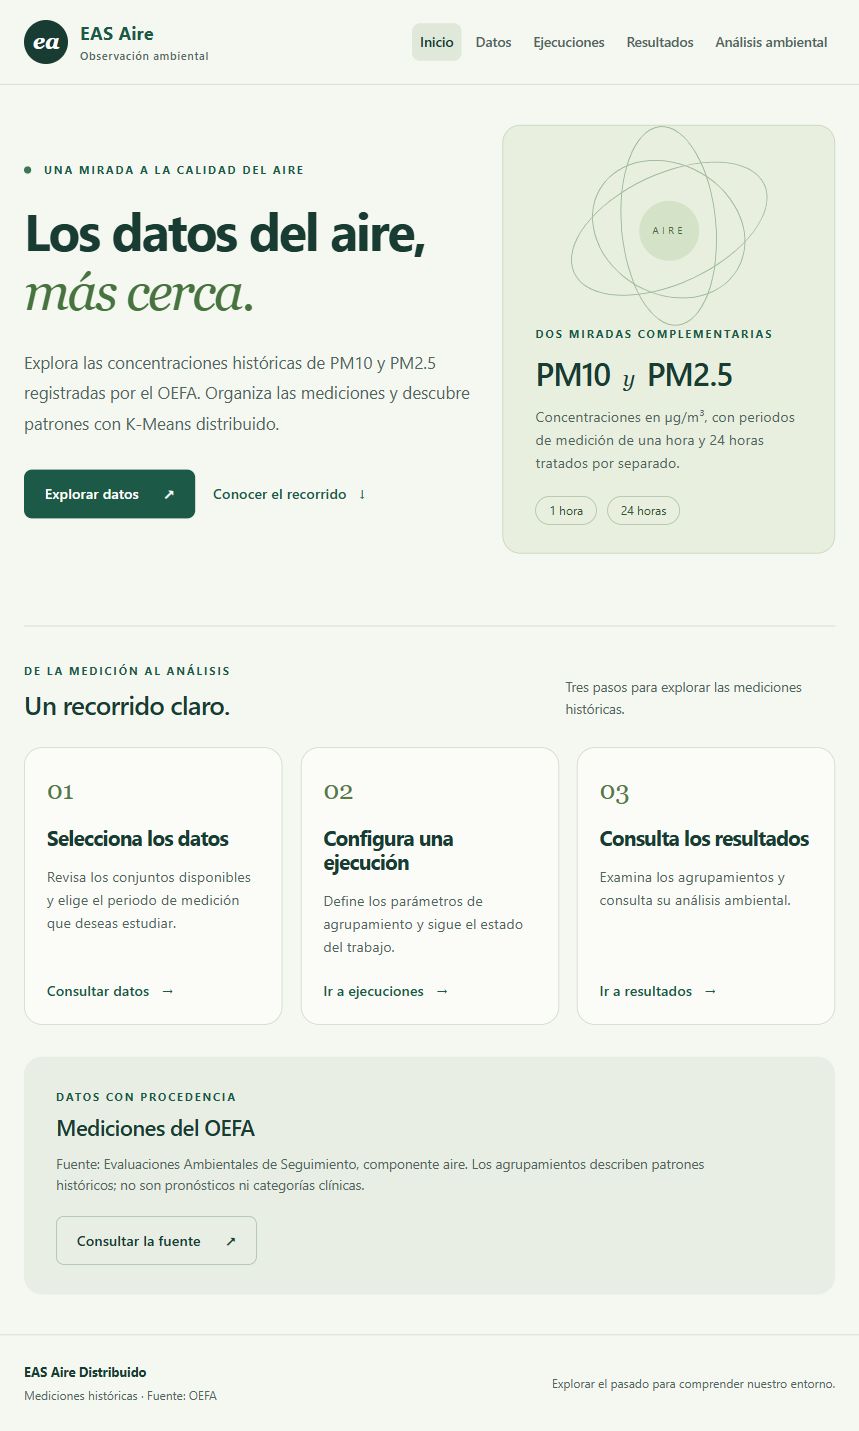 ea
EAS Aire
Observación ambiental
Inicio Datos Ejecuciones Resultados Análisis ambiental
UNA MIRADA A LA CALIDAD DEL AIRE
Los datos del aire,
más cerca.
Explora las concentraciones históricas de PM10 y PM2.5
registradas por el OEFA. Organiza las mediciones y descubre
patrones con K-Means distribuido.
Explorar datos ↗
Conocer el recorrido ↓
AIRE
DOS MIRADAS COMPLEMENTARIAS
PM10 y PM2.5
Concentraciones en µg/m³, con periodos
de medición de una hora y 24 horas
tratados por separado.
1 hora
24 horas
DE LA MEDICIÓN AL ANÁLISIS
Un recorrido claro.
Tres pasos para explorar las mediciones
históricas.
01
Selecciona los datos
Revisa los conjuntos disponibles
y elige el periodo de medición
que deseas estudiar.
Consultar datos →
02
Configura una
ejecución
Define los parámetros de
agrupamiento y sigue el estado
del trabajo.
Ir a ejecuciones →
03
Consulta los resultados
Examina los agrupamientos y
consulta su análisis ambiental.
Ir a resultados →
DATOS CON PROCEDENCIA
Mediciones del OEFA
Fuente: Evaluaciones Ambientales de Seguimiento, componente aire. Los agrupamientos describen patrones
históricos; no son pronósticos ni categorías clínicas.
Consultar la fuente ↗
EAS Aire Distribuido
Mediciones históricas · Fuente: OEFA
Explorar el pasado para comprender nuestro entorno.